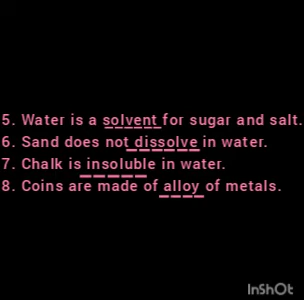 5. Water is a solvent for sugar and salt.
6. Sand does not dissolve in water.
7. Chalk is insoluble in water.
8. Coins are made of alloy of metals.
InShOt